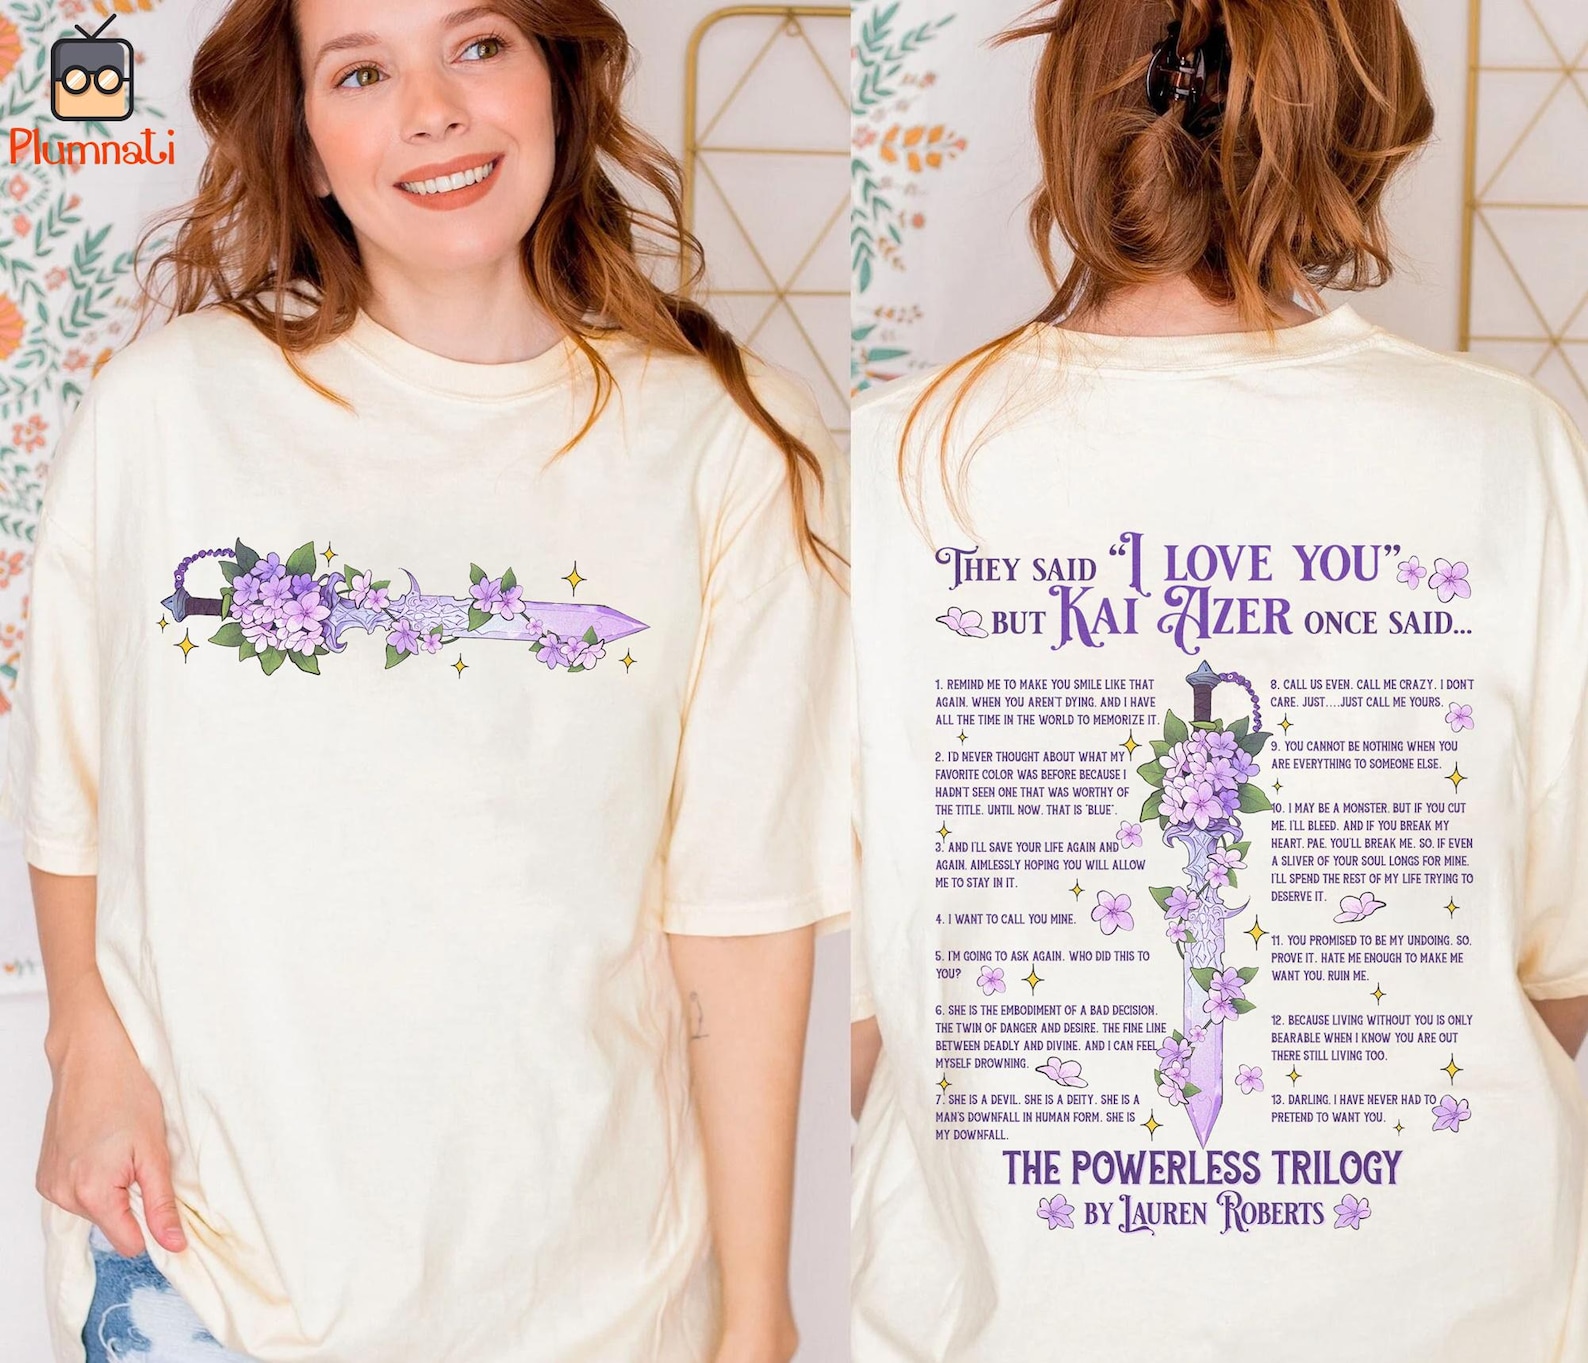 Plumnati
THEY SAID “I LOVE YOU”
BUT KAI AZER ONCE SAID...
1. REMIND ME TO MAKE YOU SMILE LIKE THAT
AGAIN. WHEN YOU AREN'T DYING. AND I HAVE
ALL THE TIME IN THE WORLD TO MEMORIZE IT.
2. I'D NEVER THOUGHT ABOUT WHAT MY
FAVORITE COLOR WAS BEFORE BECAUSE I
HADN'T SEEN ONE THAT WAS WORTHY OF
THE TITLE. UNTIL NOW. THAT IS "BLUE".
3. AND I'LL SAVE YOUR LIFE AGAIN AND
AGAIN. AIMLESSLY HOPING YOU WILL ALLOW
ME TO STAY IN IT.
4. I WANT TO CALL YOU MINE.
5. I'M GOING TO ASK AGAIN. WHO DID THIS TO
YOU?
6. SHE IS THE EMBODIMENT OF A BAD DECISION.
THE TWIN OF DANGER AND DESIRE. THE FINE LINE
BETWEEN DEADLY AND DIVINE. AND I CAN FEEL
MYSELF DROWNING.
7. SHE IS A DEVIL. SHE IS A DEITY. SHE IS A
MAN'S DOWNFALL IN HUMAN FORM. SHE IS
MY DOWNFALL.
8. CALL US EVEN. CALL ME CRAZY. I DON'T
CARE. JUST....JUST CALL ME YOURS.
9. YOU CANNOT BE NOTHING WHEN YOU
ARE EVERYTHING TO SOMEONE ELSE.
10. I MAY BE A MONSTER. BUT IF YOU CUT
ME. I'LL BLEED. AND IF YOU BREAK MY
HEART. PAE. YOU'LL BREAK ME. SO. IF EVEN
A SLIVER OF YOUR SOUL LONGS FOR MINE.
I'LL SPEND THE REST OF MY LIFE TRYING TO
DESERVE IT.
11. YOU PROMISED TO BE MY UNDOING. SO.
PROVE IT. HATE ME ENOUGH TO MAKE ME
WANT YOU. RUIN ME.
12. BECAUSE LIVING WITHOUT YOU IS ONLY
BEARABLE WHEN I KNOW YOU ARE OUT
THERE STILL LIVING TOO.
13. DARLING. I HAVE NEVER HAD TO
PRETEND TO WANT YOU.
THE POWERLESS TRILOGY
BY LAUREN ROBERTS